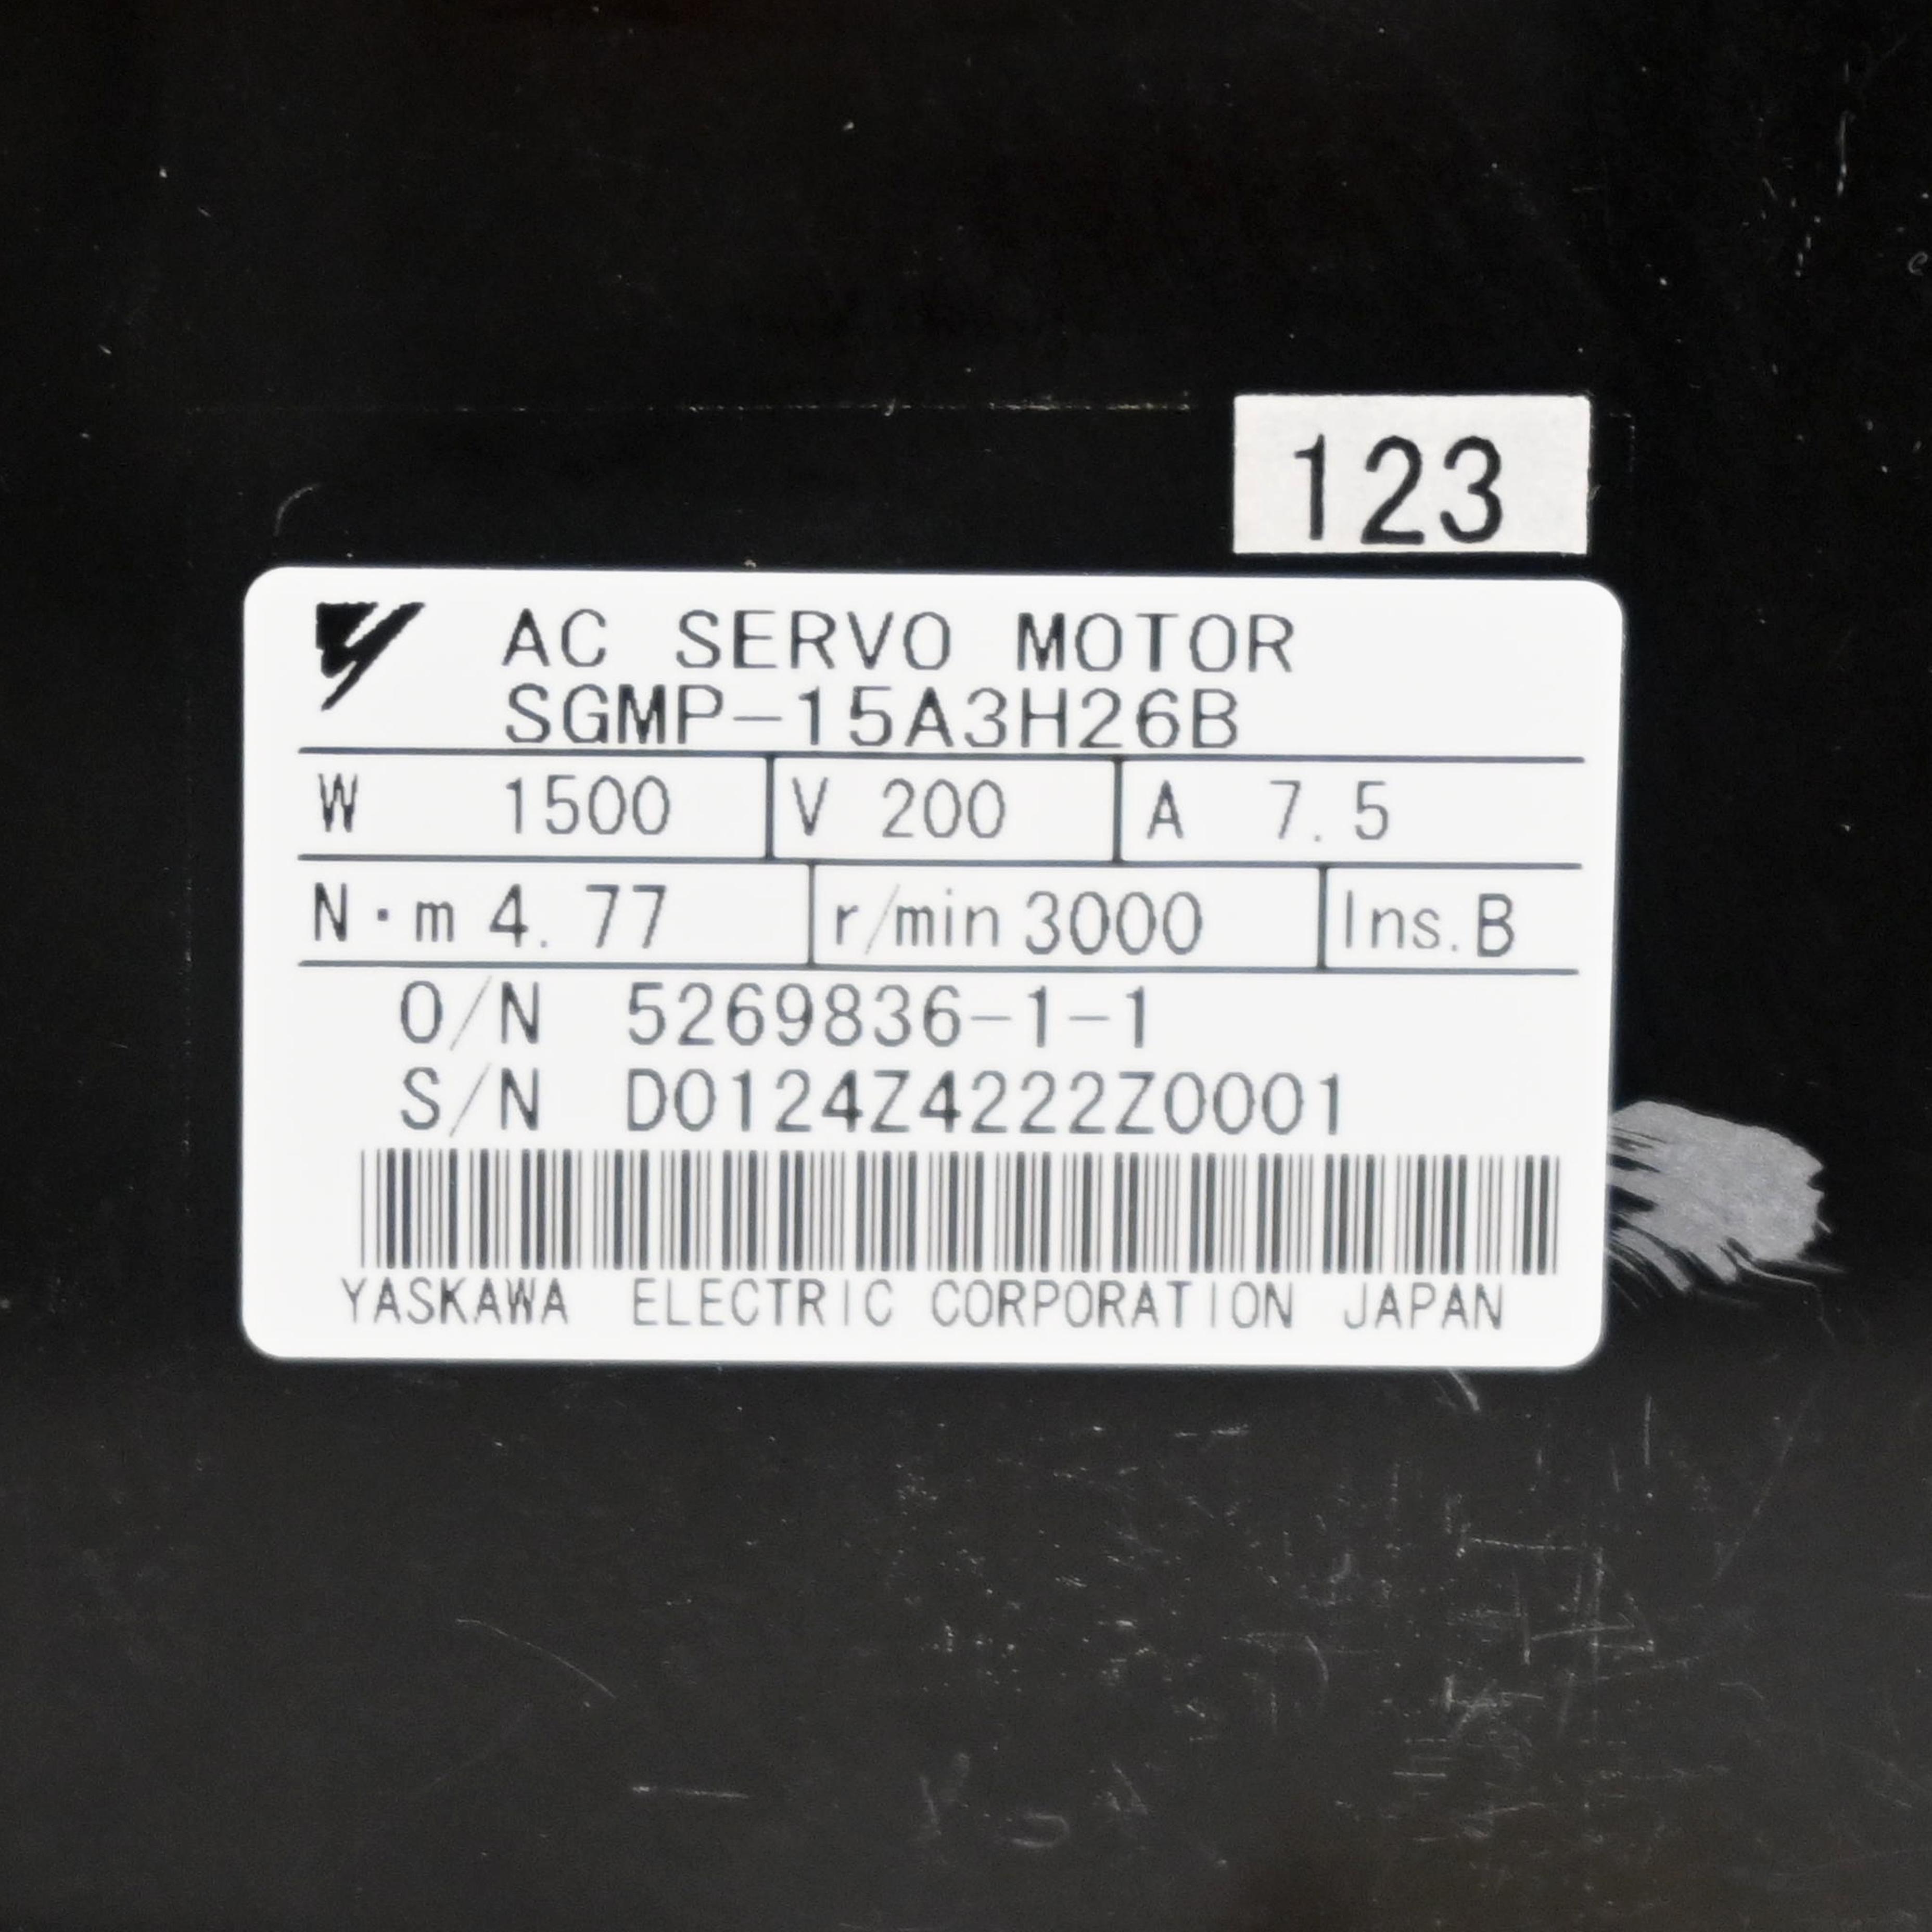 123
AC SERVO MOTOR
SGMP-15A3H26B
W 1500 V 200 A 7.5
N·m 4.77 r/min 3000 Ins.B
O/N 5269836-1-1
S/N D0124Z4222Z0001
YASKAWA ELECTRIC CORPORATION JAPAN